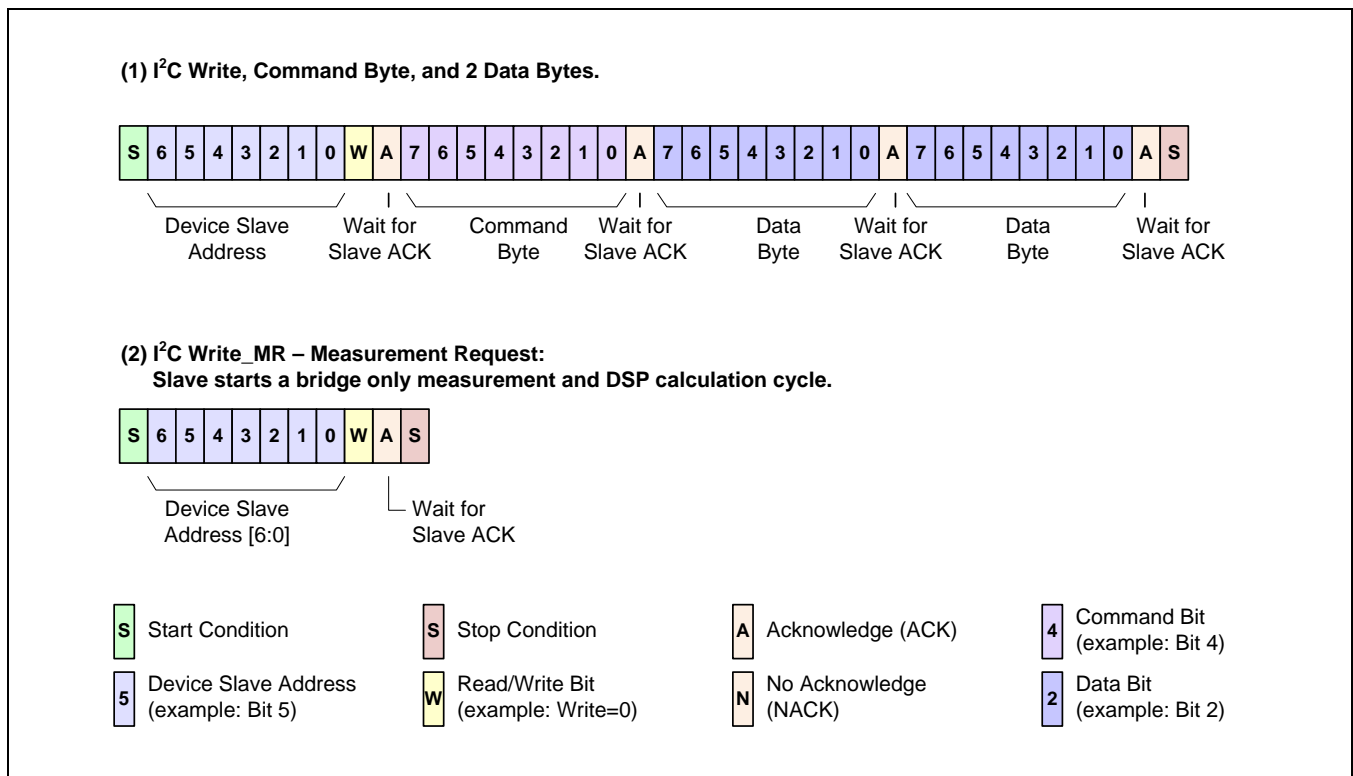 (1) I²C Write, Command Byte, and 2 Data Bytes.
S 6 5 4 3 2 1 0 W A 7 6 5 4 3 2 1 0 A 7 6 5 4 3 2 1 0 A 7 6 5 4 3 2 1 0 A S
Device Slave Address
Wait for Slave ACK
Command Byte
Wait for Slave ACK
Data Byte
Wait for Slave ACK
Data Byte
Wait for Slave ACK
(2) I²C Write_MR – Measurement Request:
Slave starts a bridge only measurement and DSP calculation cycle.
S 6 5 4 3 2 1 0 W A S
Device Slave
Address [6:0]
Wait for
Slave ACK
S Start Condition
S Stop Condition
A Acknowledge (ACK)
4 Command Bit
(example: Bit 4)
5 Device Slave Address
(example: Bit 5)
W Read/Write Bit
(example: Write=0)
N No Acknowledge
(NACK)
2 Data Bit
(example: Bit 2)